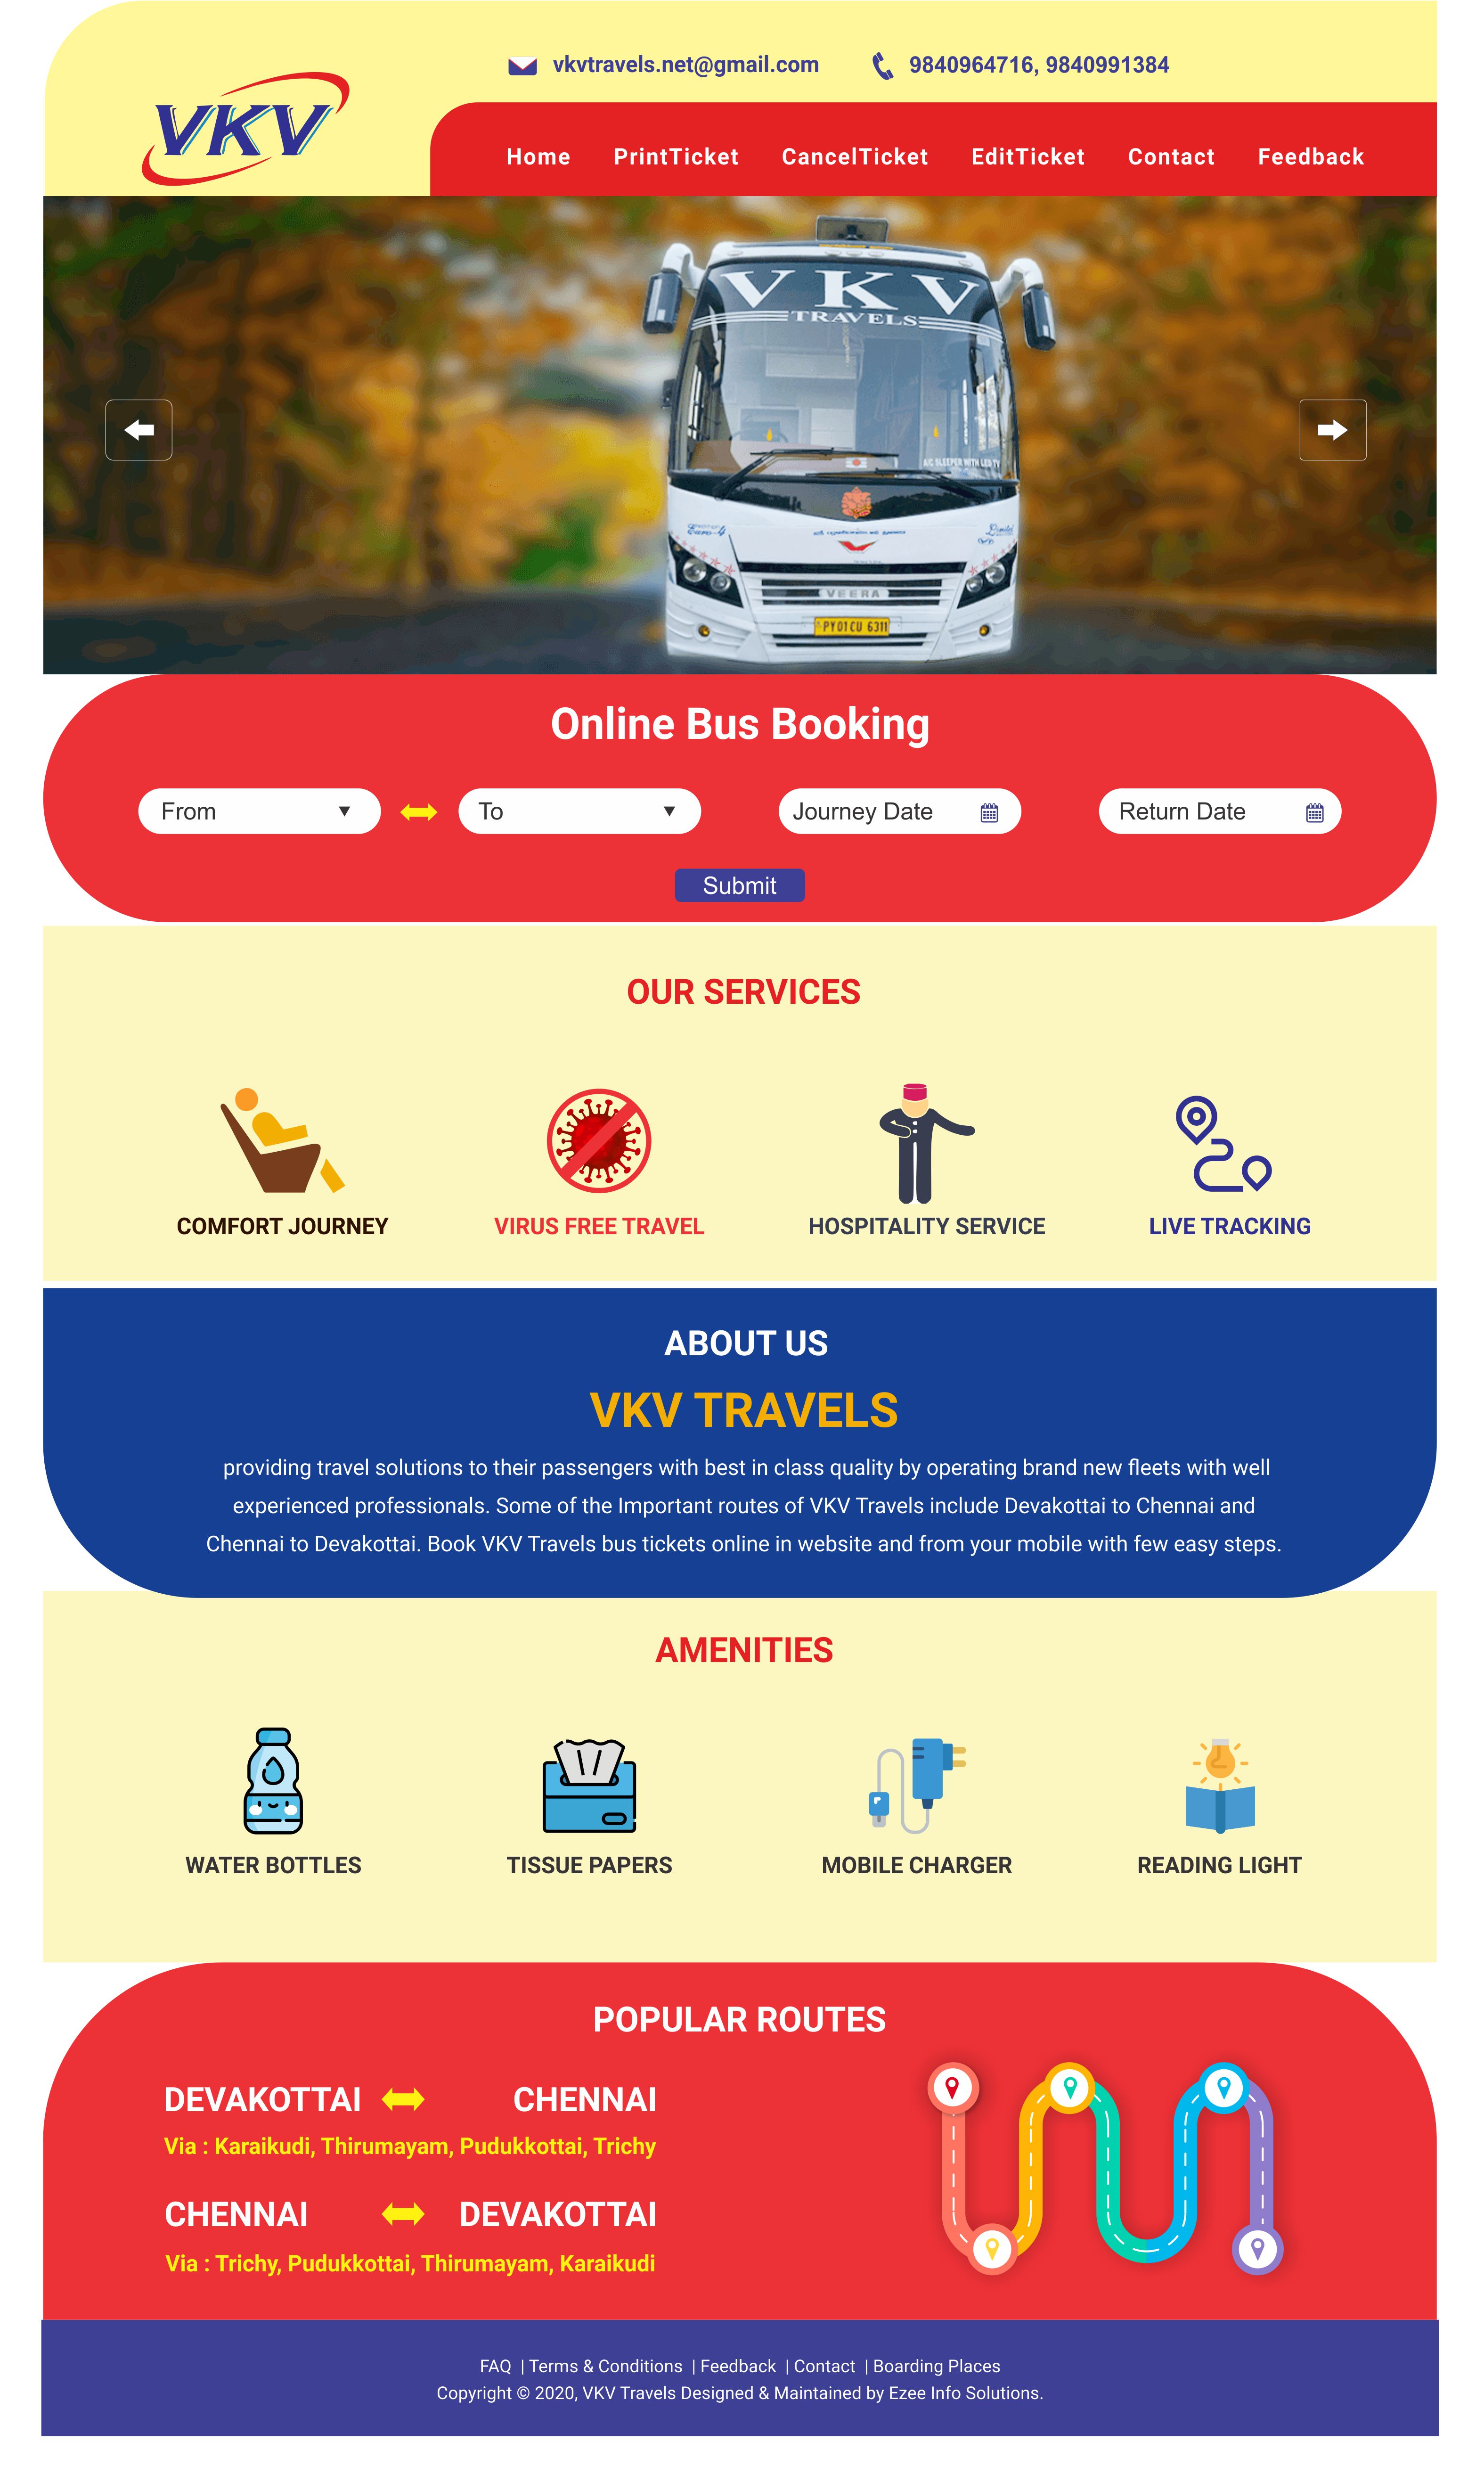 vkvtravels.net@gmail.com
9840964716, 9840991384
VKV
Home PrintTicket CancelTicket EditTicket Contact Feedback
VKV
TRAVELS
A/C SLEEPER WITH LED TV
Euro-4
VEERA
PY01CU 6311
Online Bus Booking
From To Journey Date Return Date
Submit
OUR SERVICES
COMFORT JOURNEY VIRUS FREE TRAVEL HOSPITALITY SERVICE LIVE TRACKING
ABOUT US
VKV TRAVELS
providing travel solutions to their passengers with best in class quality by operating brand new fleets with well
experienced professionals. Some of the Important routes of VKV Travels include Devakottai to Chennai and
Chennai to Devakottai. Book VKV Travels bus tickets online in website and from your mobile with few easy steps.
AMENITIES
WATER BOTTLES TISSUE PAPERS MOBILE CHARGER READING LIGHT
POPULAR ROUTES
DEVAKOTTAI CHENNAI
Via : Karaikudi, Thirumayam, Pudukkottai, Trichy
CHENNAI DEVAKOTTAI
Via : Trichy, Pudukkottai, Thirumayam, Karaikudi
FAQ | Terms & Conditions | Feedback | Contact | Boarding Places
Copyright © 2020, VKV Travels Designed & Maintained by Ezee Info Solutions.